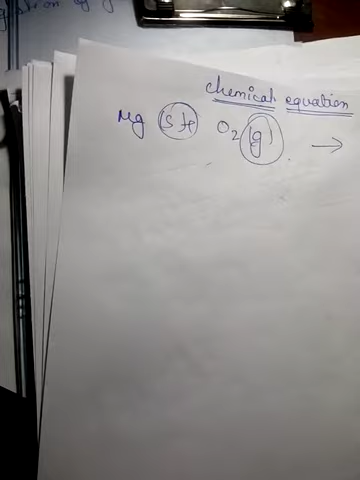 chemical equation
Mg (s) + O2 (g) →